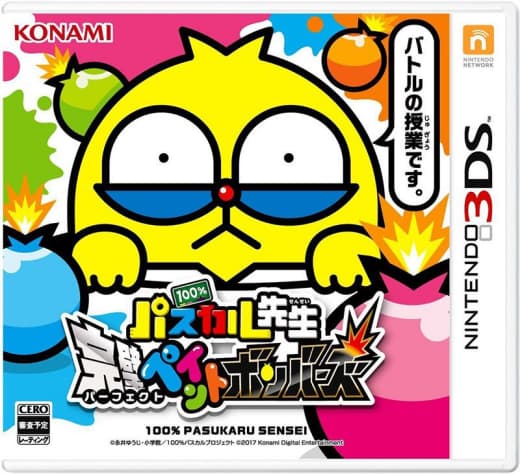 KONAMI
NINTENDO
NETWORK
NINTENDO 3DS
™
バトルの授業です。
じゅぎょう
100%
パスカル先生
せんせい
完璧ペイントボンバーズ
パーフェクト
100% PASUKARU SENSEI
©永井ゆうじ・小学館／100%パスカルプロジェクト ©2017 Konami Digital Entertainment
CERO
審査予定
レーティング